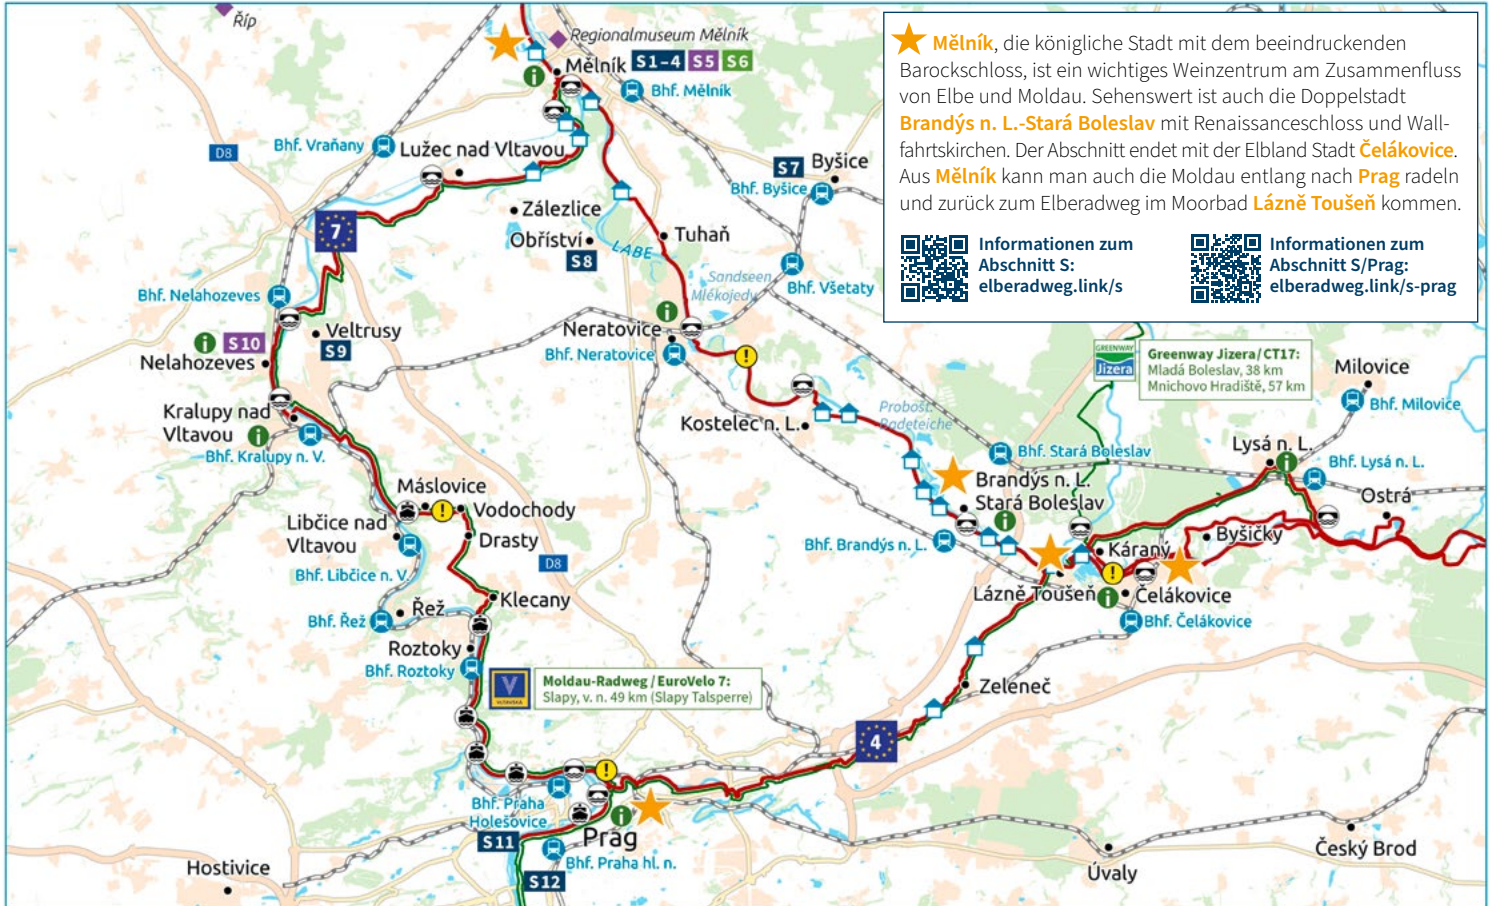 Říp
Regionalmuseum Mělník
Mělník
S1-4
S5
S6
Bhf. Mělník
Mělník, die königliche Stadt mit dem beeindruckenden
Barockschloss, ist ein wichtiges Weinzentrum am Zusammenfluss
von Elbe und Moldau. Sehenswert ist auch die Doppelstadt
Brandýs n. L.-Stará Boleslav mit Renaissanceschloss und Wall-
fahrtskirchen. Der Abschnitt endet mit der Elbland Stadt Čelákovice.
Aus Mělník kann man auch die Moldau entlang nach Prag radeln
und zurück zum Elberadweg im Moorbad Lázně Toušeň kommen.
Informationen zum
Abschnitt S:
elberadweg.link/s
Informationen zum
Abschnitt S/Prag:
elberadweg.link/s-prag
D8
Bhf. Vraňany
Lužec nad Vltavou
S7
Byšice
Bhf. Byšice
Zálezlice
7
Obříství
S8
LABE
Tuhaň
Sandseen
Mlékojedy
Bhf. Všetaty
Bhf. Nelahozeves
Veltrusy
S9
S10
Nelahozeves
Neratovice
Bhf. Neratovice
GREENWAY
Jizera
Greenway Jizera/CT17:
Mladá Boleslav, 38 km
Mnichovo Hradiště, 57 km
Milovice
Bhf. Milovice
Kralupy nad
Vltavou
Bhf. Kralupy n. V.
Kostelec n. L.
Probošt.
Badeteiche
Bhf. Stará Boleslav
Lysá n. L.
Bhf. Lysá n. L.
Ostrá
Brandýs n. L.
Stará Boleslav
Máslovice
Vodochody
Libčice nad
Vltavou
Drasty
Bhf. Libčice n. V.
D8
Bhf. Brandýs n. L.
Káraný
Byšičky
Lázně Toušeň
Čelákovice
Bhf. Čelákovice
Klecany
Řež
Bhf. Řež
Roztoky
Bhf. Roztoky
V
VLTAVSKÁ
Moldau-Radweg/EuroVelo 7:
Slapy, v. n. 49 km (Slapy Talsperre)
Zeleneč
4
Bhf. Praha
Holešovice
S11
Prag
Bhf. Praha hl. n.
S12
Hostivice
Úvaly
Český Brod